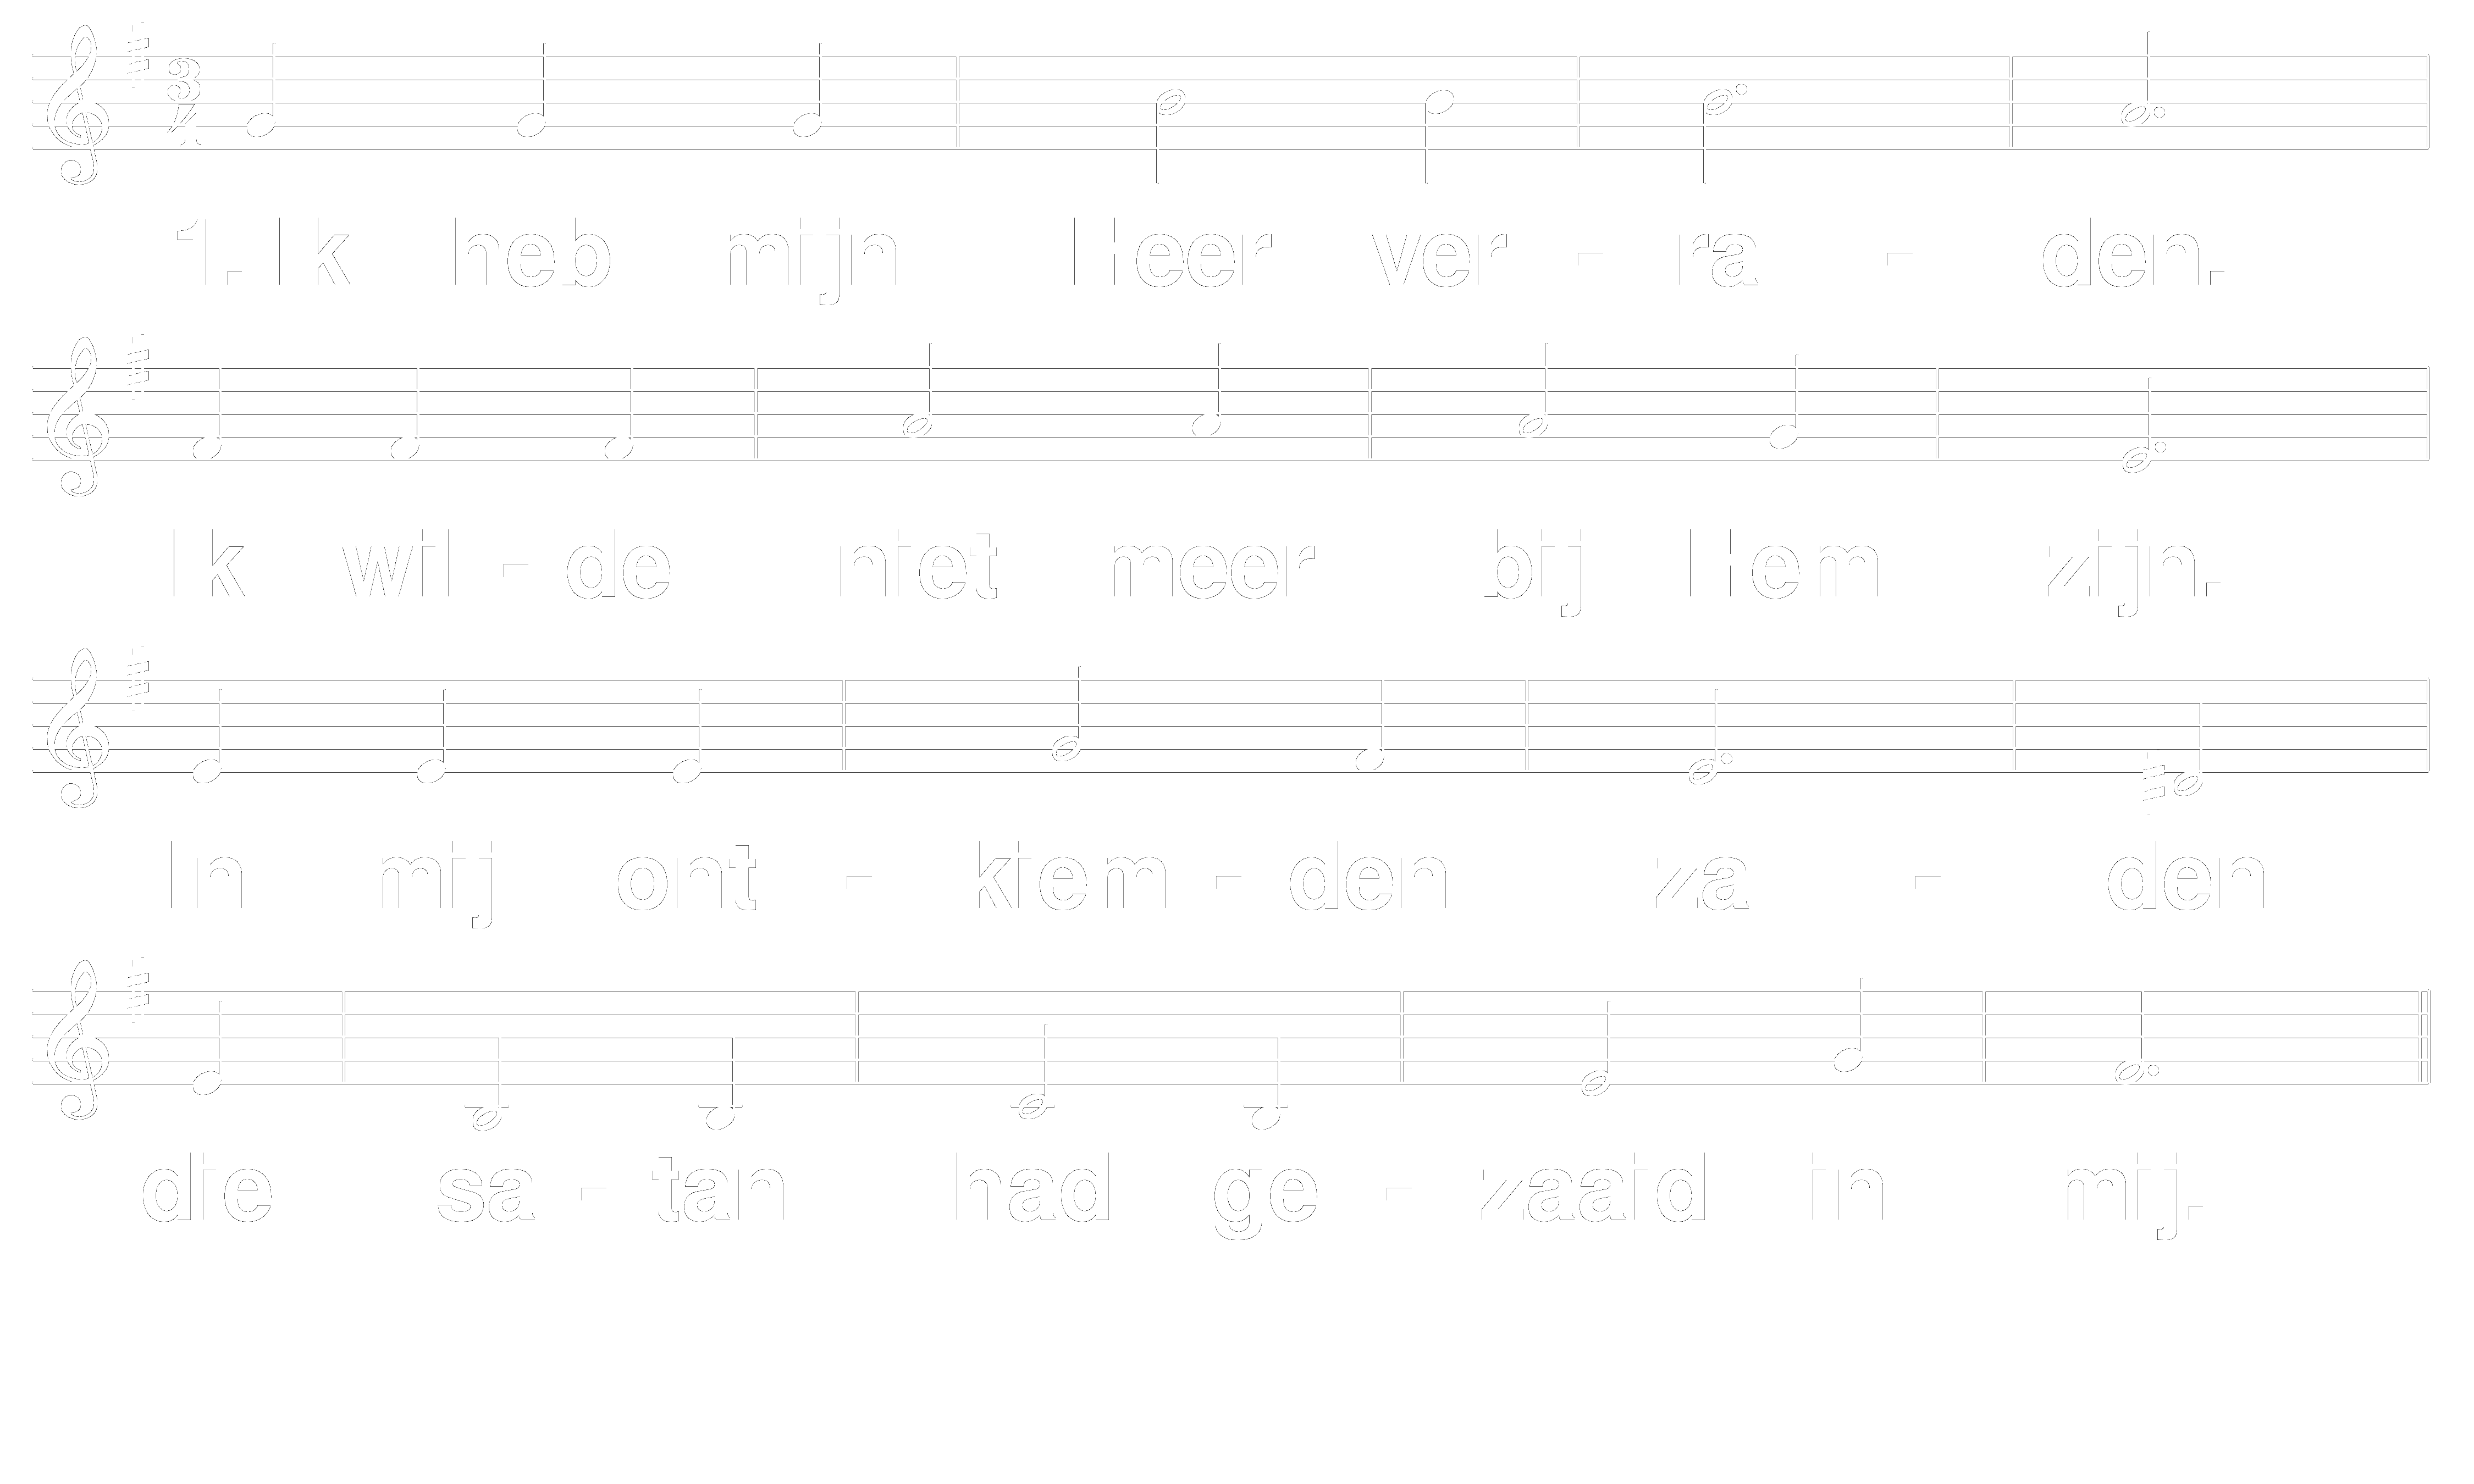 1. Ik heb mijn Heer ver - ra - den.
Ik wil - de niet meer bij Hem zijn.
In mij ont - kiem - den za - den
die sa - tan had ge - zaaid in mij.